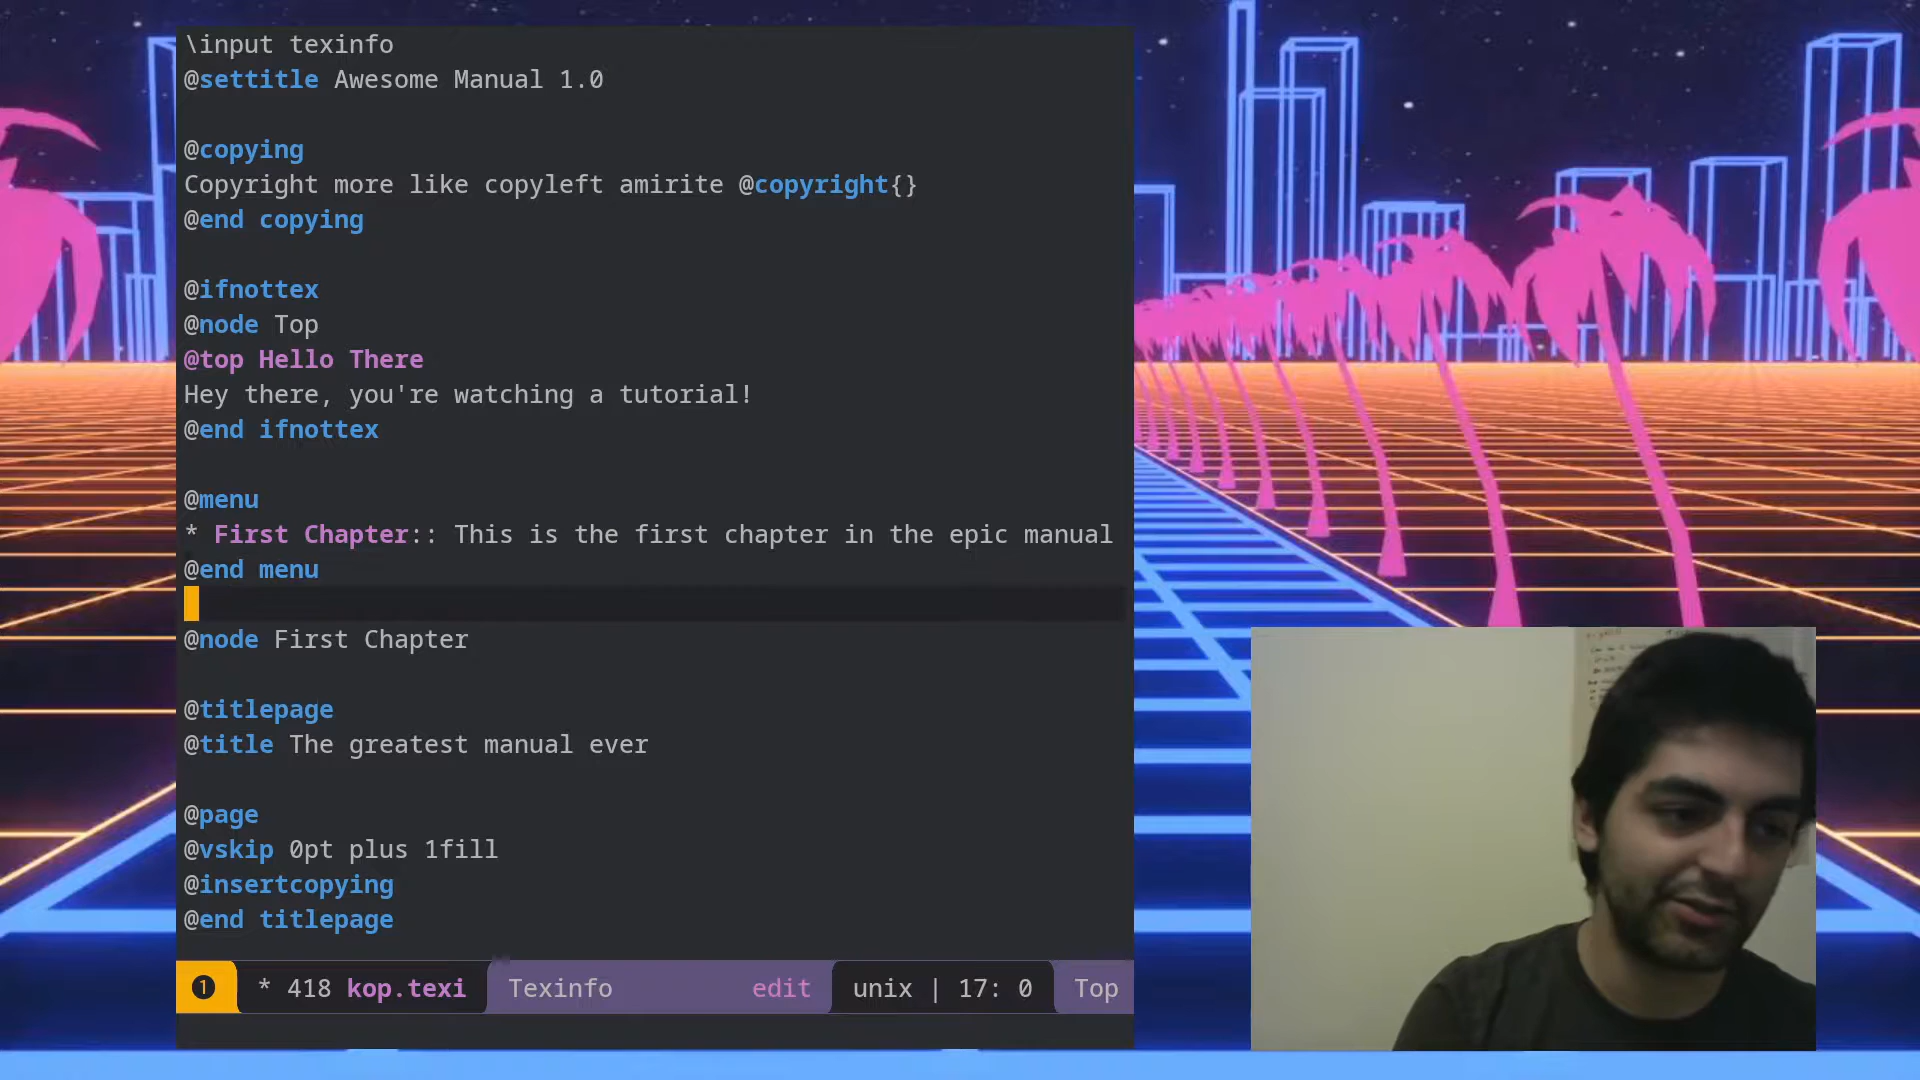 \input texinfo
@settitle Awesome Manual 1.0
@copying
Copyright more like copyleft amirite @copyright{}
@end copying
@ifnottex
@node Top
@top Hello There
Hey there, you're watching a tutorial!
@end ifnottex
@menu
* First Chapter:: This is the first chapter in the epic manual
@end menu
@node First Chapter
@titlepage
@title The greatest manual ever
@page
@vskip 0pt plus 1fill
@insertcopying
@end titlepage
1 * 418 kop.texi Texinfo edit unix | 17: 0 Top